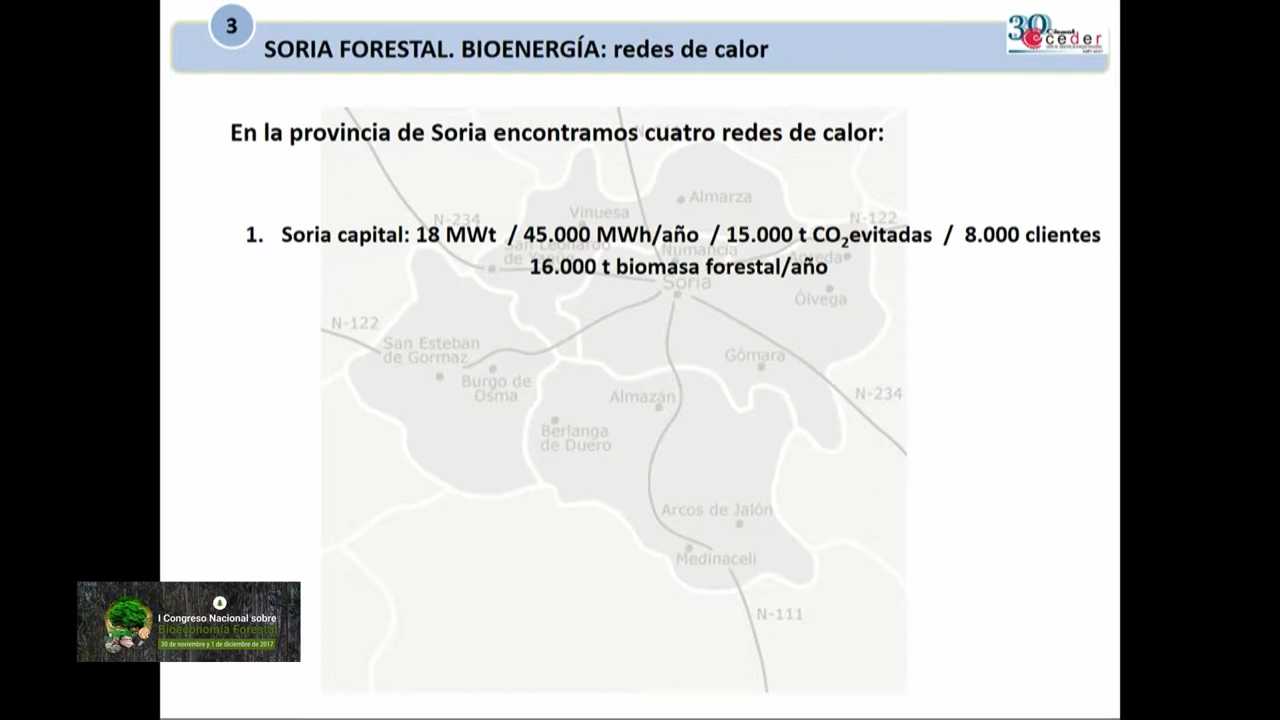 3
SORIA FORESTAL. BIOENERGÍA: redes de calor
30
ceder
En la provincia de Soria encontramos cuatro redes de calor:
1. Soria capital: 18 MWt / 45.000 MWh/año / 15.000 t CO₂evitadas / 8.000 clientes
16.000 t biomasa forestal/año
Almarza
Vinuesa
N-234
N-122
San Leonardo
Numancia
Soria
Ólvega
N-122
San Esteban
de Gormaz
Burgo de
Osma
Gómara
Almazán
N-234
Berlanga
de Duero
Arcos de Jalón
Medinaceli
N-111
I Congreso Nacional sobre
Bioeconomía Forestal
30 de noviembre y 1 de diciembre de 2017